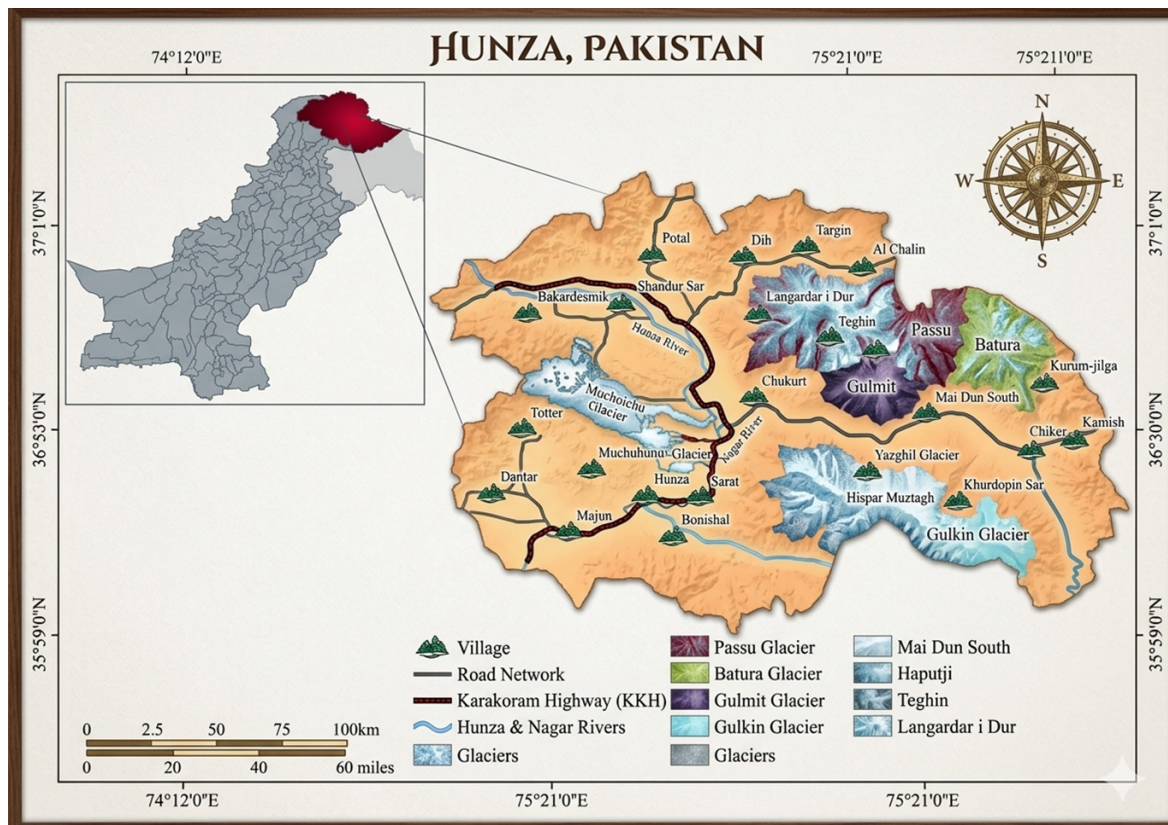 HUNZA, PAKISTAN
74°12'0"E
75°21'0"E
75°211'0"E
N
W
E
S
37°1'0"N
37°1'0"N
Potal
Dih
Targin
Al Chalin
Bakardesmik
Shandur Sar
Langardar i Dur
Hunza River
Teghin
Passu
Batura
Muchoichu
Glacier
Chukurt
Gulmit
Kurum-jilga
Mai Dun South
36°53'0"N
36°30'0"N
Totter
Nagar River
Chiker
Kamish
Muchuhunu Glacier
Yazghil Glacier
Dantar
Hunza
Sarat
Hispar Muztagh
Khurdopin Sar
Majun
Bonishal
Gulkin Glacier
35°59'0"N
35°59'0"N
Village
Road Network
Karakoram Highway (KKH)
Hunza & Nagar Rivers
Glaciers
Passu Glacier
Batura Glacier
Gulmit Glacier
Gulkin Glacier
Glaciers
Mai Dun South
Haputji
Teghin
Langardar i Dur
0 2.5 50 75 100km
0 20 40 60 miles
74°12'0"E
75°21'0"E
75°21'0"E